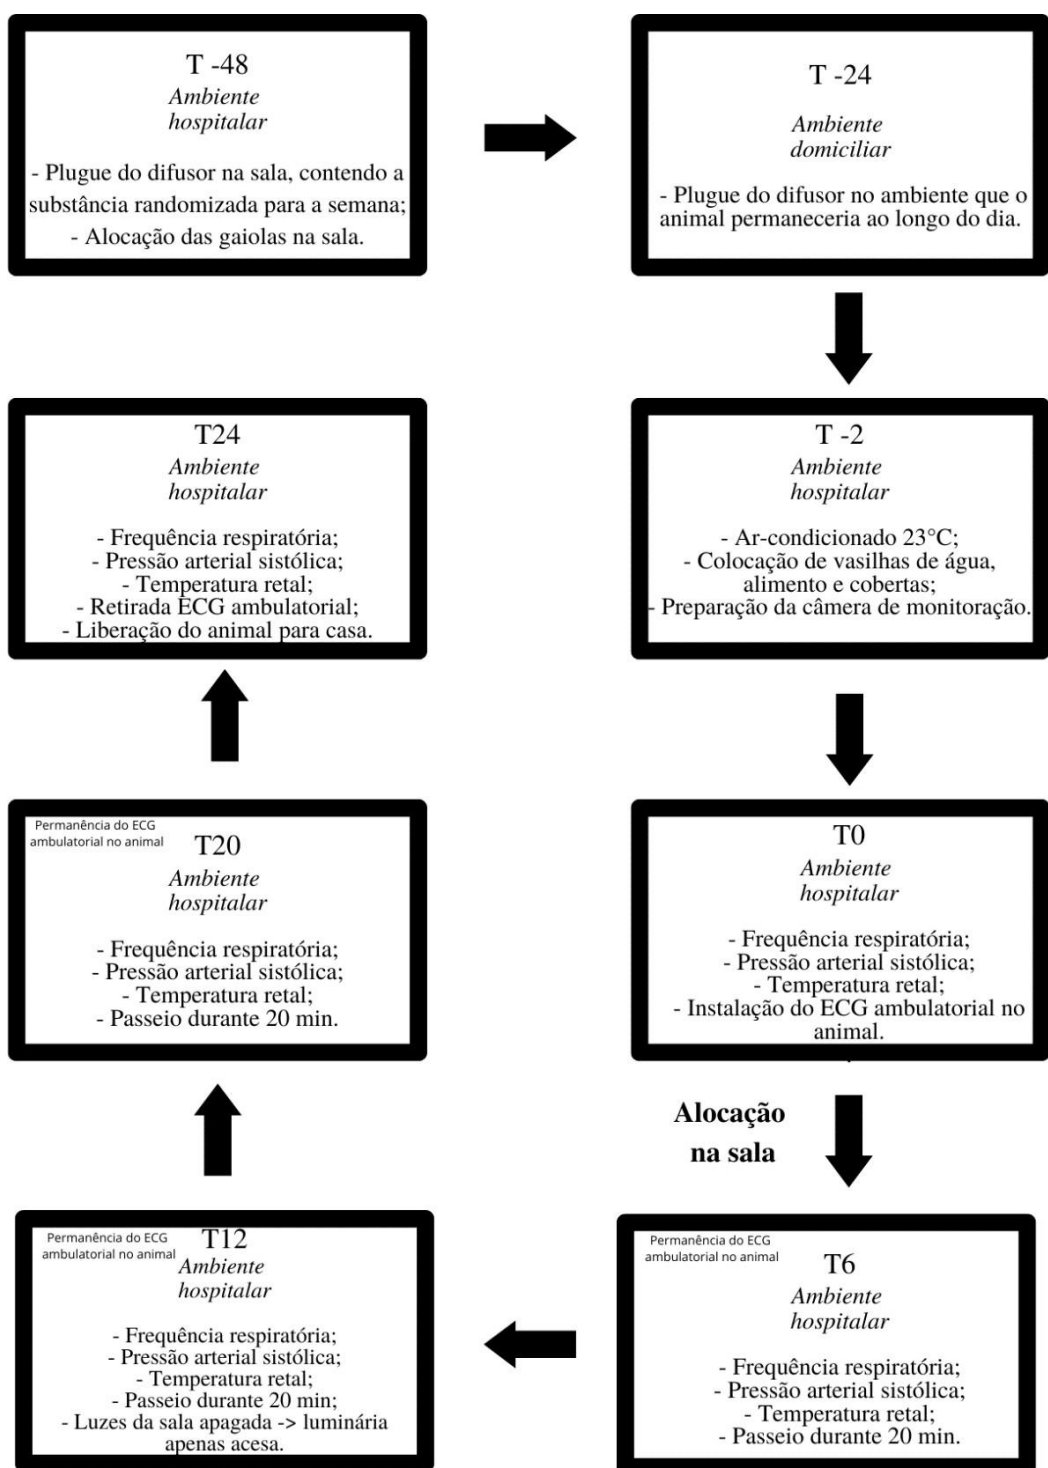 T -48
Ambiente
hospitalar
- Plugue do difusor na sala, contendo a
substância randomizada para a semana;
- Alocação das gaiolas na sala.
T -24
Ambiente
domiciliar
- Plugue do difusor no ambiente que o
animal permaneceria ao longo do dia.
T -2
Ambiente
hospitalar
- Ar-condicionado 23°C;
- Colocação de vasilhas de água,
alimento e cobertas;
- Preparação da câmera de monitoração.
T0
Ambiente
hospitalar
- Frequência respiratória;
- Pressão arterial sistólica;
- Temperatura retal;
- Instalação do ECG ambulatorial no
animal.
Alocação
na sala
Permanência do ECG
ambulatorial no animal
T6
Ambiente
hospitalar
- Frequência respiratória;
- Pressão arterial sistólica;
- Temperatura retal;
- Passeio durante 20 min.
Permanência do ECG
ambulatorial no animal
T12
Ambiente
hospitalar
- Frequência respiratória;
- Pressão arterial sistólica;
- Temperatura retal;
- Passeio durante 20 min;
- Luzes da sala apagada -> luminária
apenas acesa.
Permanência do ECG
ambulatorial no animal
T20
Ambiente
hospitalar
- Frequência respiratória;
- Pressão arterial sistólica;
- Temperatura retal;
- Passeio durante 20 min.
T24
Ambiente
hospitalar
- Frequência respiratória;
- Pressão arterial sistólica;
- Temperatura retal;
- Retirada ECG ambulatorial;
- Liberação do animal para casa.